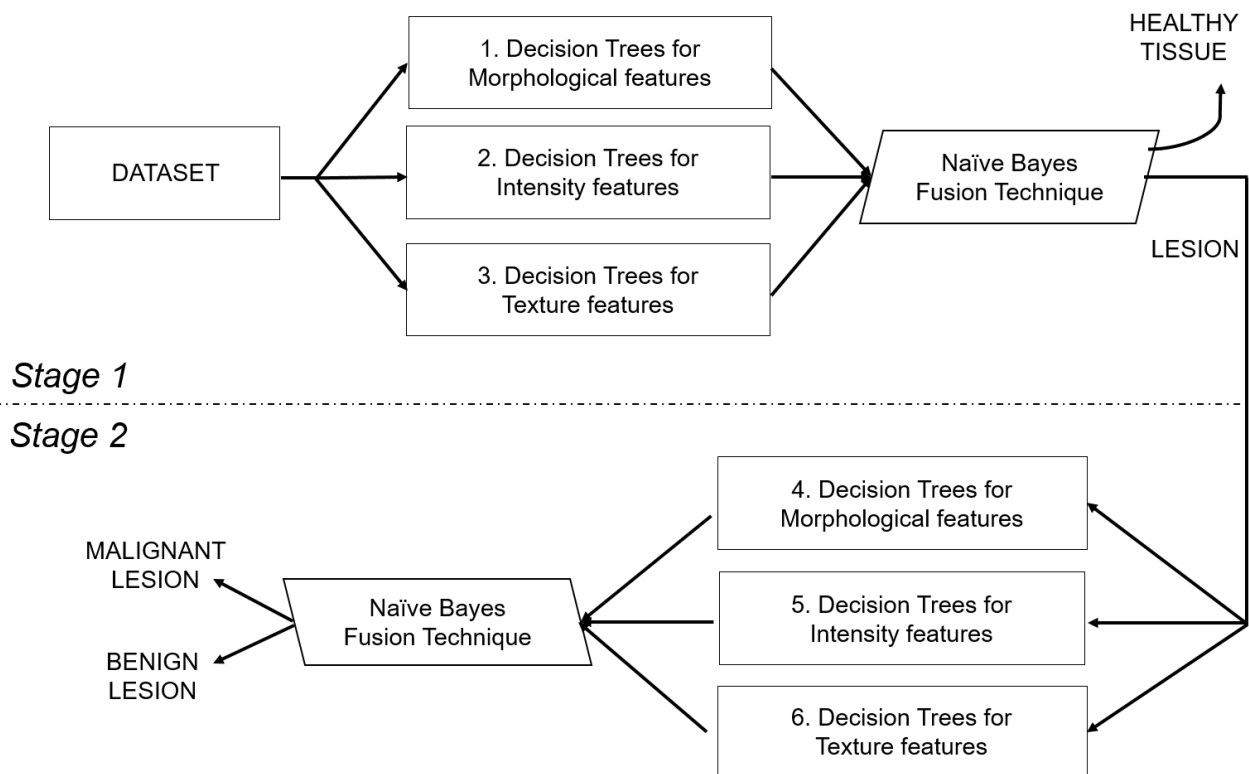 HEALTHY
TISSUE
1. Decision Trees for
Morphological features
DATASET
2. Decision Trees for
Intensity features
Naïve Bayes
Fusion Technique
3. Decision Trees for
Texture features
LESION
Stage 1
Stage 2
4. Decision Trees for
Morphological features
MALIGNANT
LESION
5. Decision Trees for
Intensity features
Naïve Bayes
Fusion Technique
BENIGN
LESION
6. Decision Trees for
Texture features